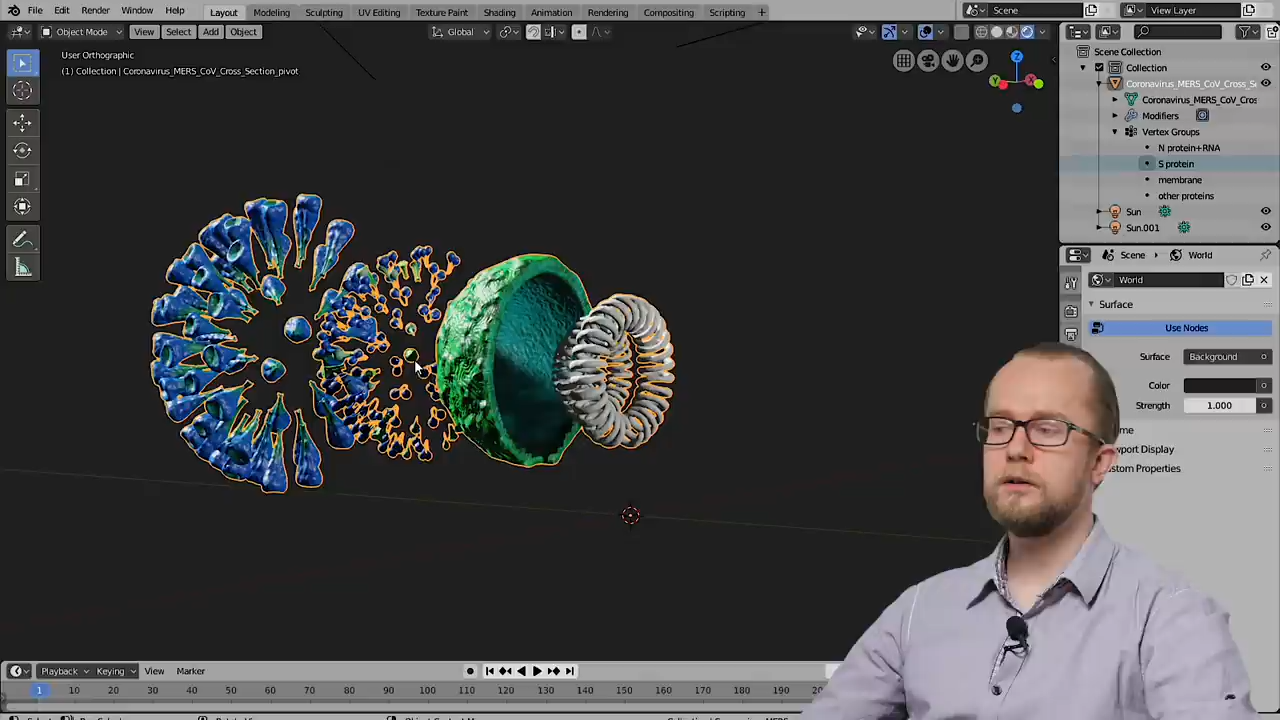 File Edit Render Window Help Layout Modeling Sculpting UV Editing Texture Paint Shading Animation Rendering Compositing Scripting + Scene View Layer
Object Mode View Select Add Object Global
User Orthographic
(1) Collection | Coronavirus_MERS_CoV_Cross_Section_pivot
Z
Y
X
Scene Collection
Collection
Coronavirus_MERS_CoV_Cross_Se
Coronavirus_MERS_CoV_Cros
Modifiers
Vertex Groups
N protein+RNA
S protein
membrane
other proteins
Sun
Sun.001
Scene > World
World
Surface
Use Nodes
Surface Background
Color
Strength 1.000
ume
ewport Display
ustom Properties
Playback Keying View Marker
1 10 20 30 40 50 60 70 80 90 100 110 120 130 140 150 160 170 180 190